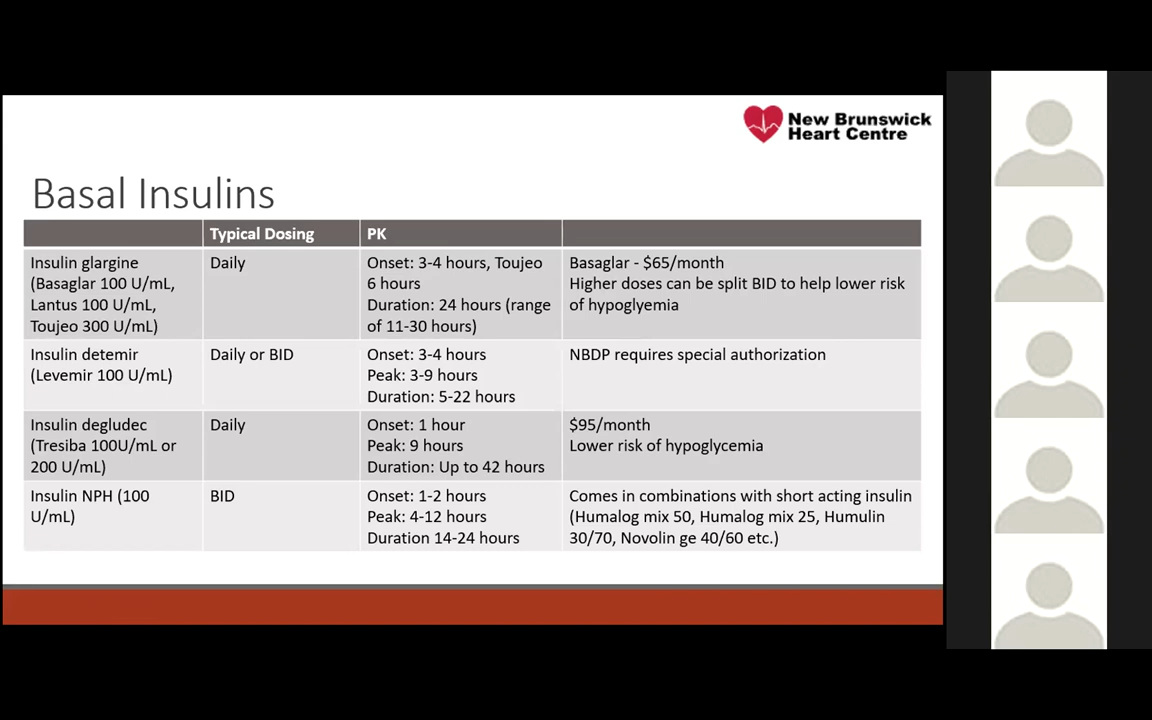 New Brunswick
Heart Centre
Basal Insulins
Typical Dosing
PK
Insulin glargine
(Basaglar 100 U/mL,
Lantus 100 U/mL,
Toujeo 300 U/mL)
Daily
Onset: 3-4 hours, Toujeo
6 hours
Duration: 24 hours (range
of 11-30 hours)
Basaglar - $65/month
Higher doses can be split BID to help lower risk
of hypoglyemia
Insulin detemir
(Levemir 100 U/mL)
Daily or BID
Onset: 3-4 hours
Peak: 3-9 hours
Duration: 5-22 hours
NBDP requires special authorization
Insulin degludec
(Tresiba 100U/mL or
200 U/mL)
Daily
Onset: 1 hour
Peak: 9 hours
Duration: Up to 42 hours
$95/month
Lower risk of hypoglycemia
Insulin NPH (100
U/mL)
BID
Onset: 1-2 hours
Peak: 4-12 hours
Duration 14-24 hours
Comes in combinations with short acting insulin
(Humalog mix 50, Humalog mix 25, Humulin
30/70, Novolin ge 40/60 etc.)